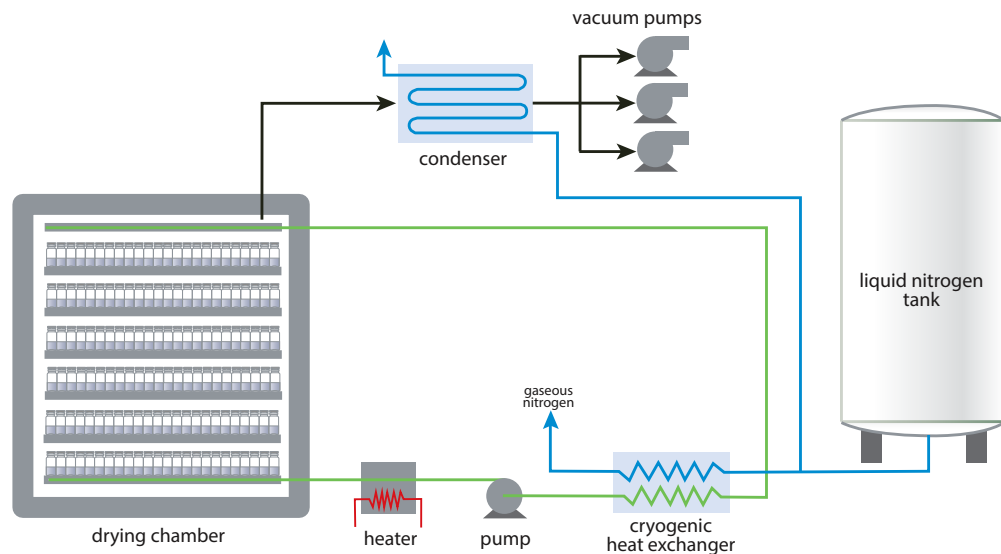 vacuum pumps
condenser
liquid nitrogen
tank
gaseous
nitrogen
drying chamber
heater
pump
cryogenic
heat exchanger